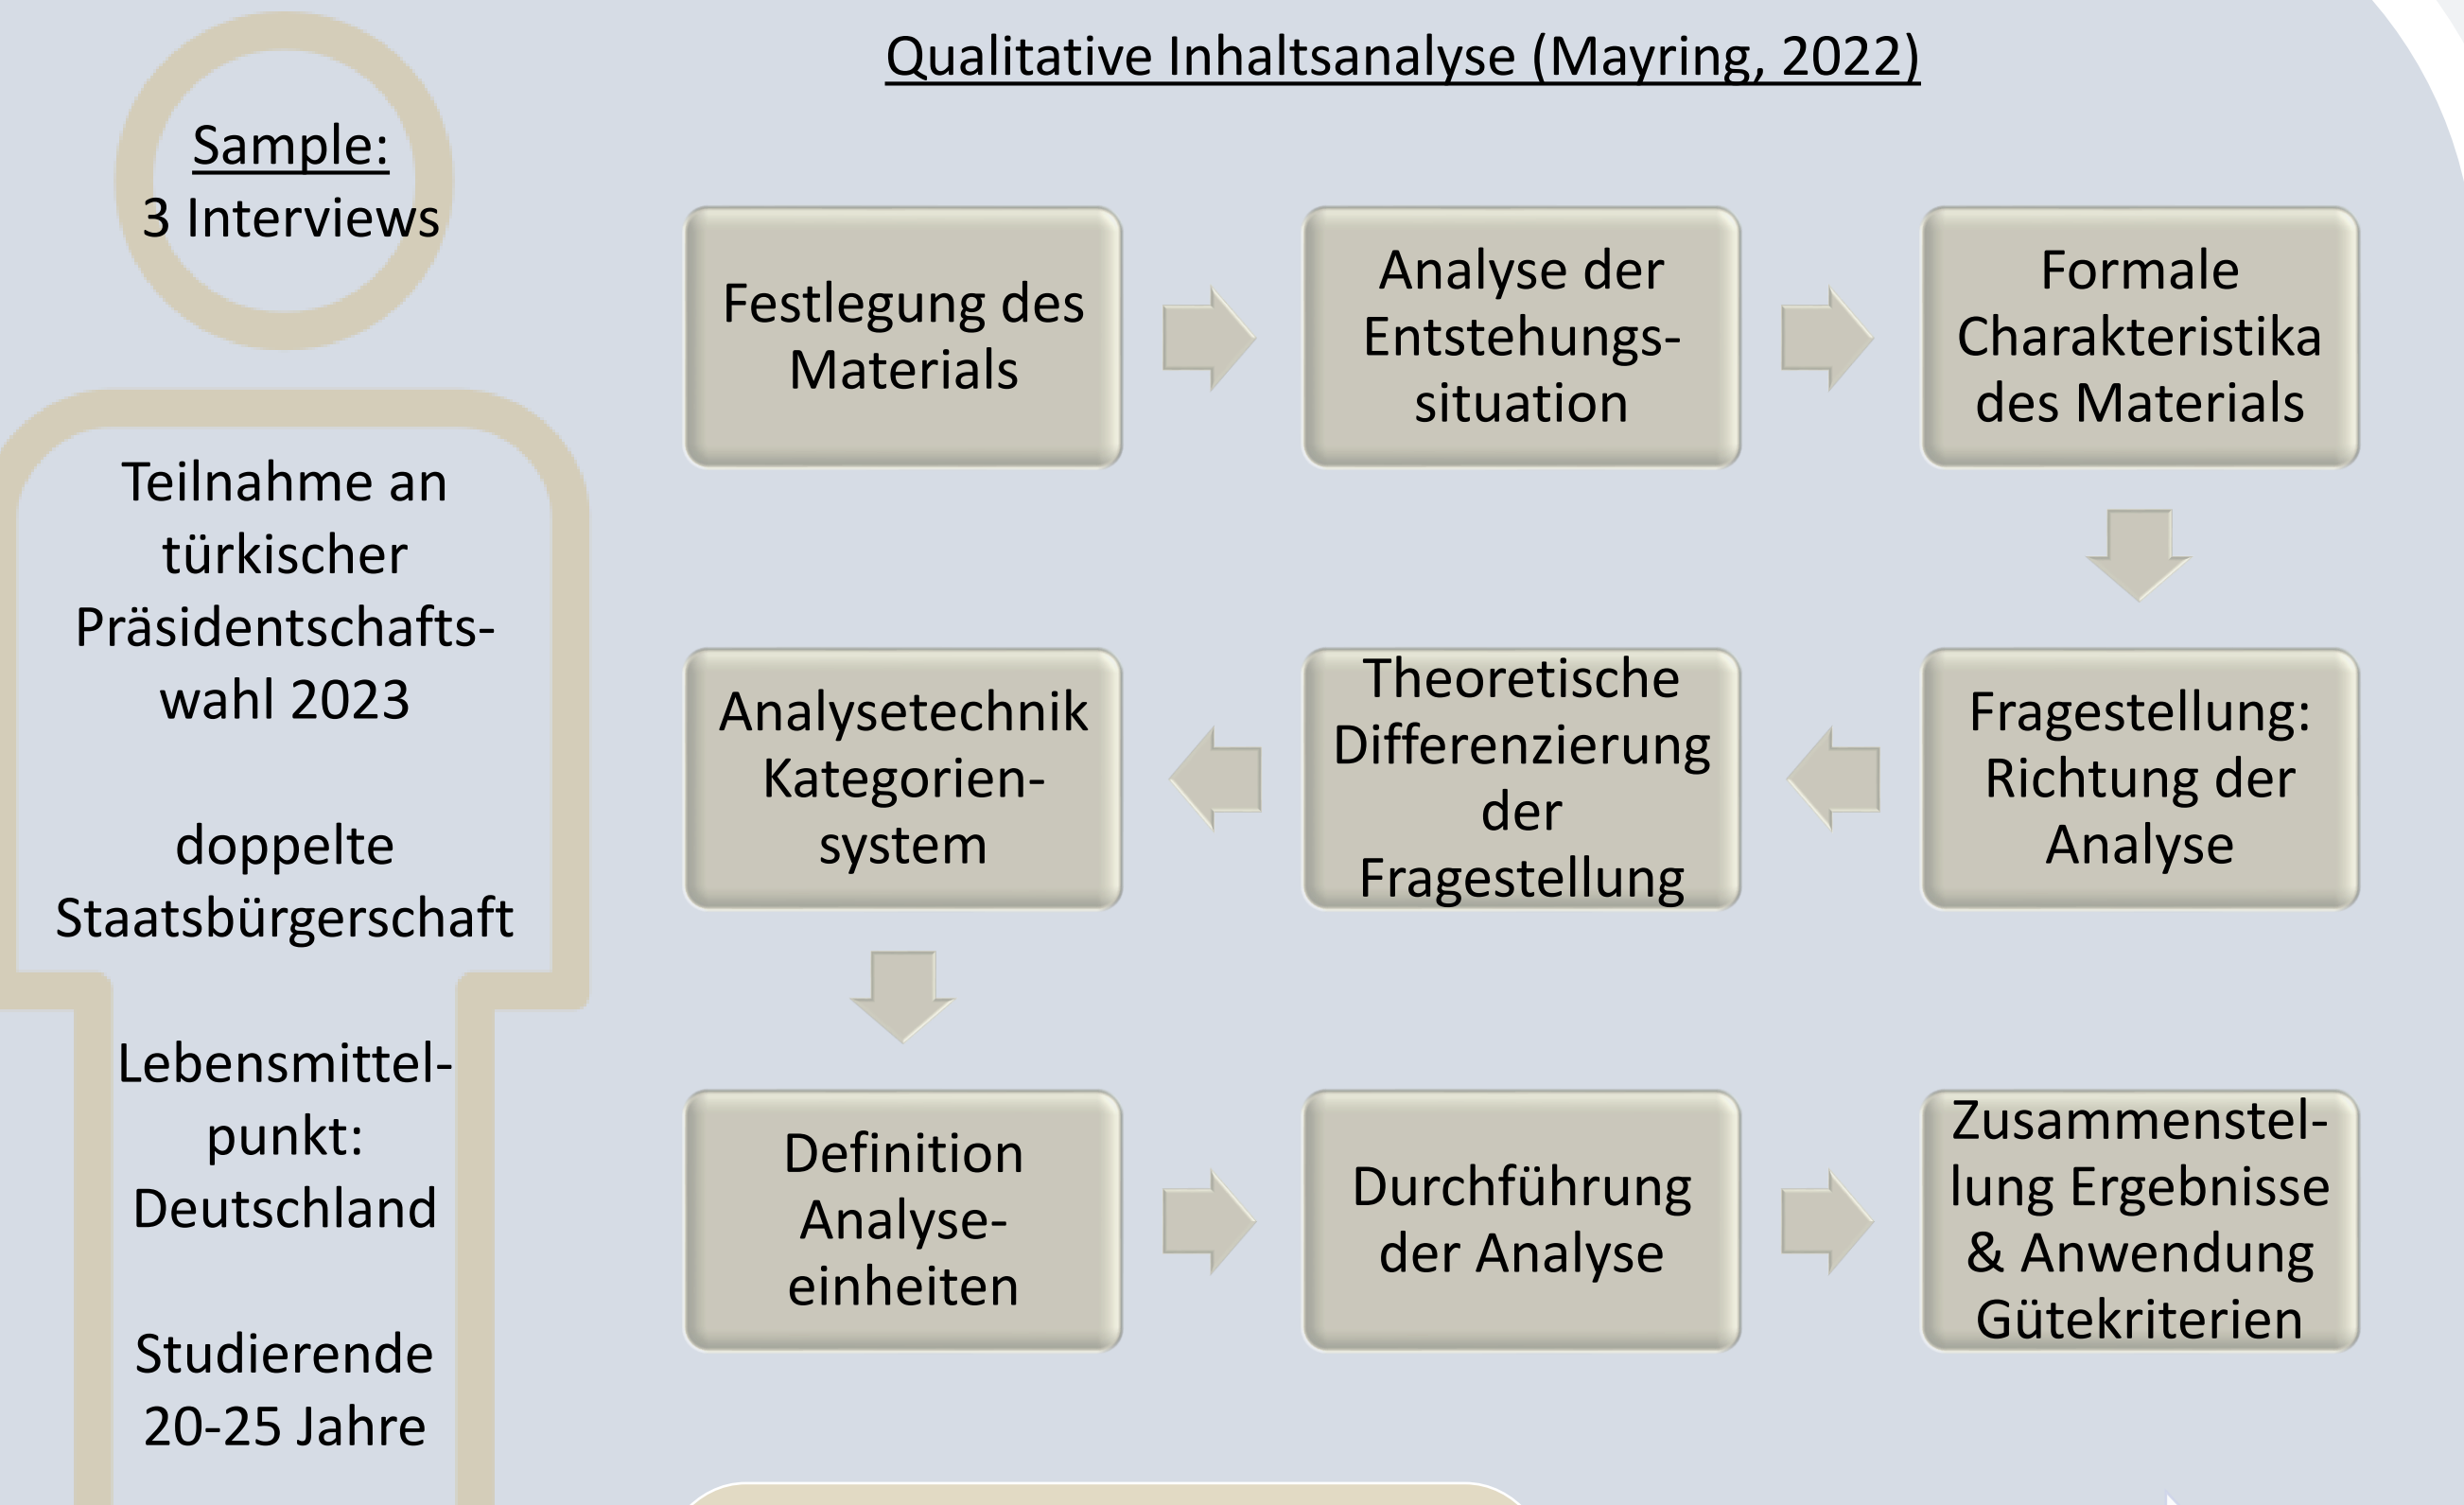 Qualitative Inhaltsanalyse (Mayring, 2022)
Sample:
3 Interviews
Teilnahme an
türkischer
Präsidentschafts-
wahl 2023
doppelte
Staatsbürgerschaft
Lebensmittel-
punkt:
Deutschland
Studierende
20-25 Jahre
Festlegung des
Materials
Analyse der
Entstehungs-
situation
Formale
Charakteristika
des Materials
Fragestellung:
Richtung der
Analyse
Theoretische
Differenzierung
der
Fragestellung
Analysetechnik
Kategorien-
system
Definition
Analyse-
einheiten
Durchführung
der Analyse
Zusammenstel-
lung Ergebnisse
& Anwendung
Gütekriterien